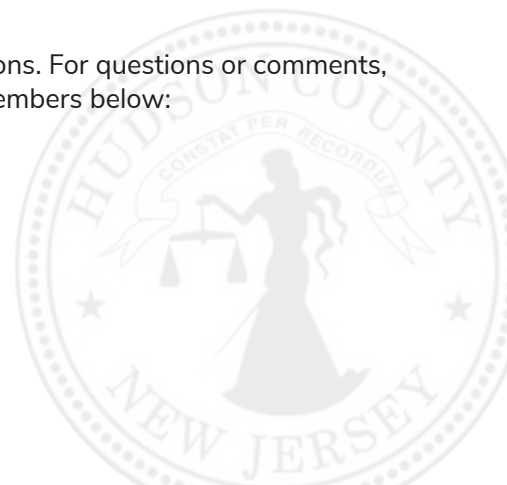 ons. For questions or comments,
embers below:
HUDSON COUNTY
CONSTAT PER RECORDUM
NEW JERSEY